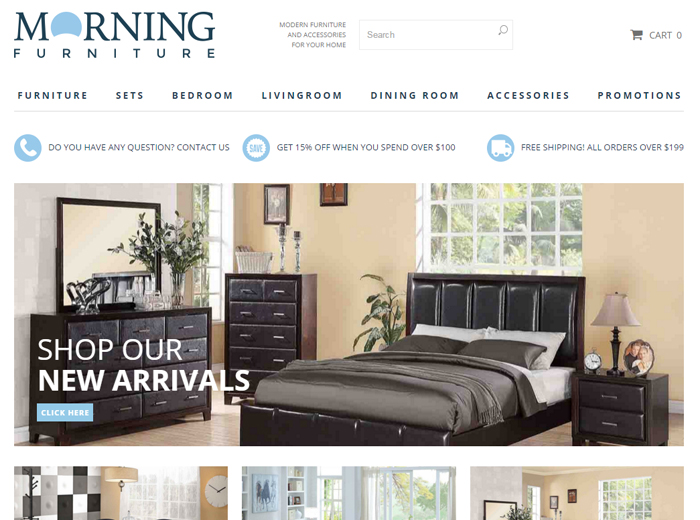 MORNING
FURNITURE
MODERN FURNITURE
AND ACCESSORIES
FOR YOUR HOME
Search
CART 0
FURNITURE SETS BEDROOM LIVINGROOM DINING ROOM ACCESSORIES PROMOTIONS
DO YOU HAVE ANY QUESTION? CONTACT US
SAVE
GET 15% OFF WHEN YOU SPEND OVER $100
FREE SHIPPING! ALL ORDERS OVER $199
SHOP OUR
NEW ARRIVALS
CLICK HERE